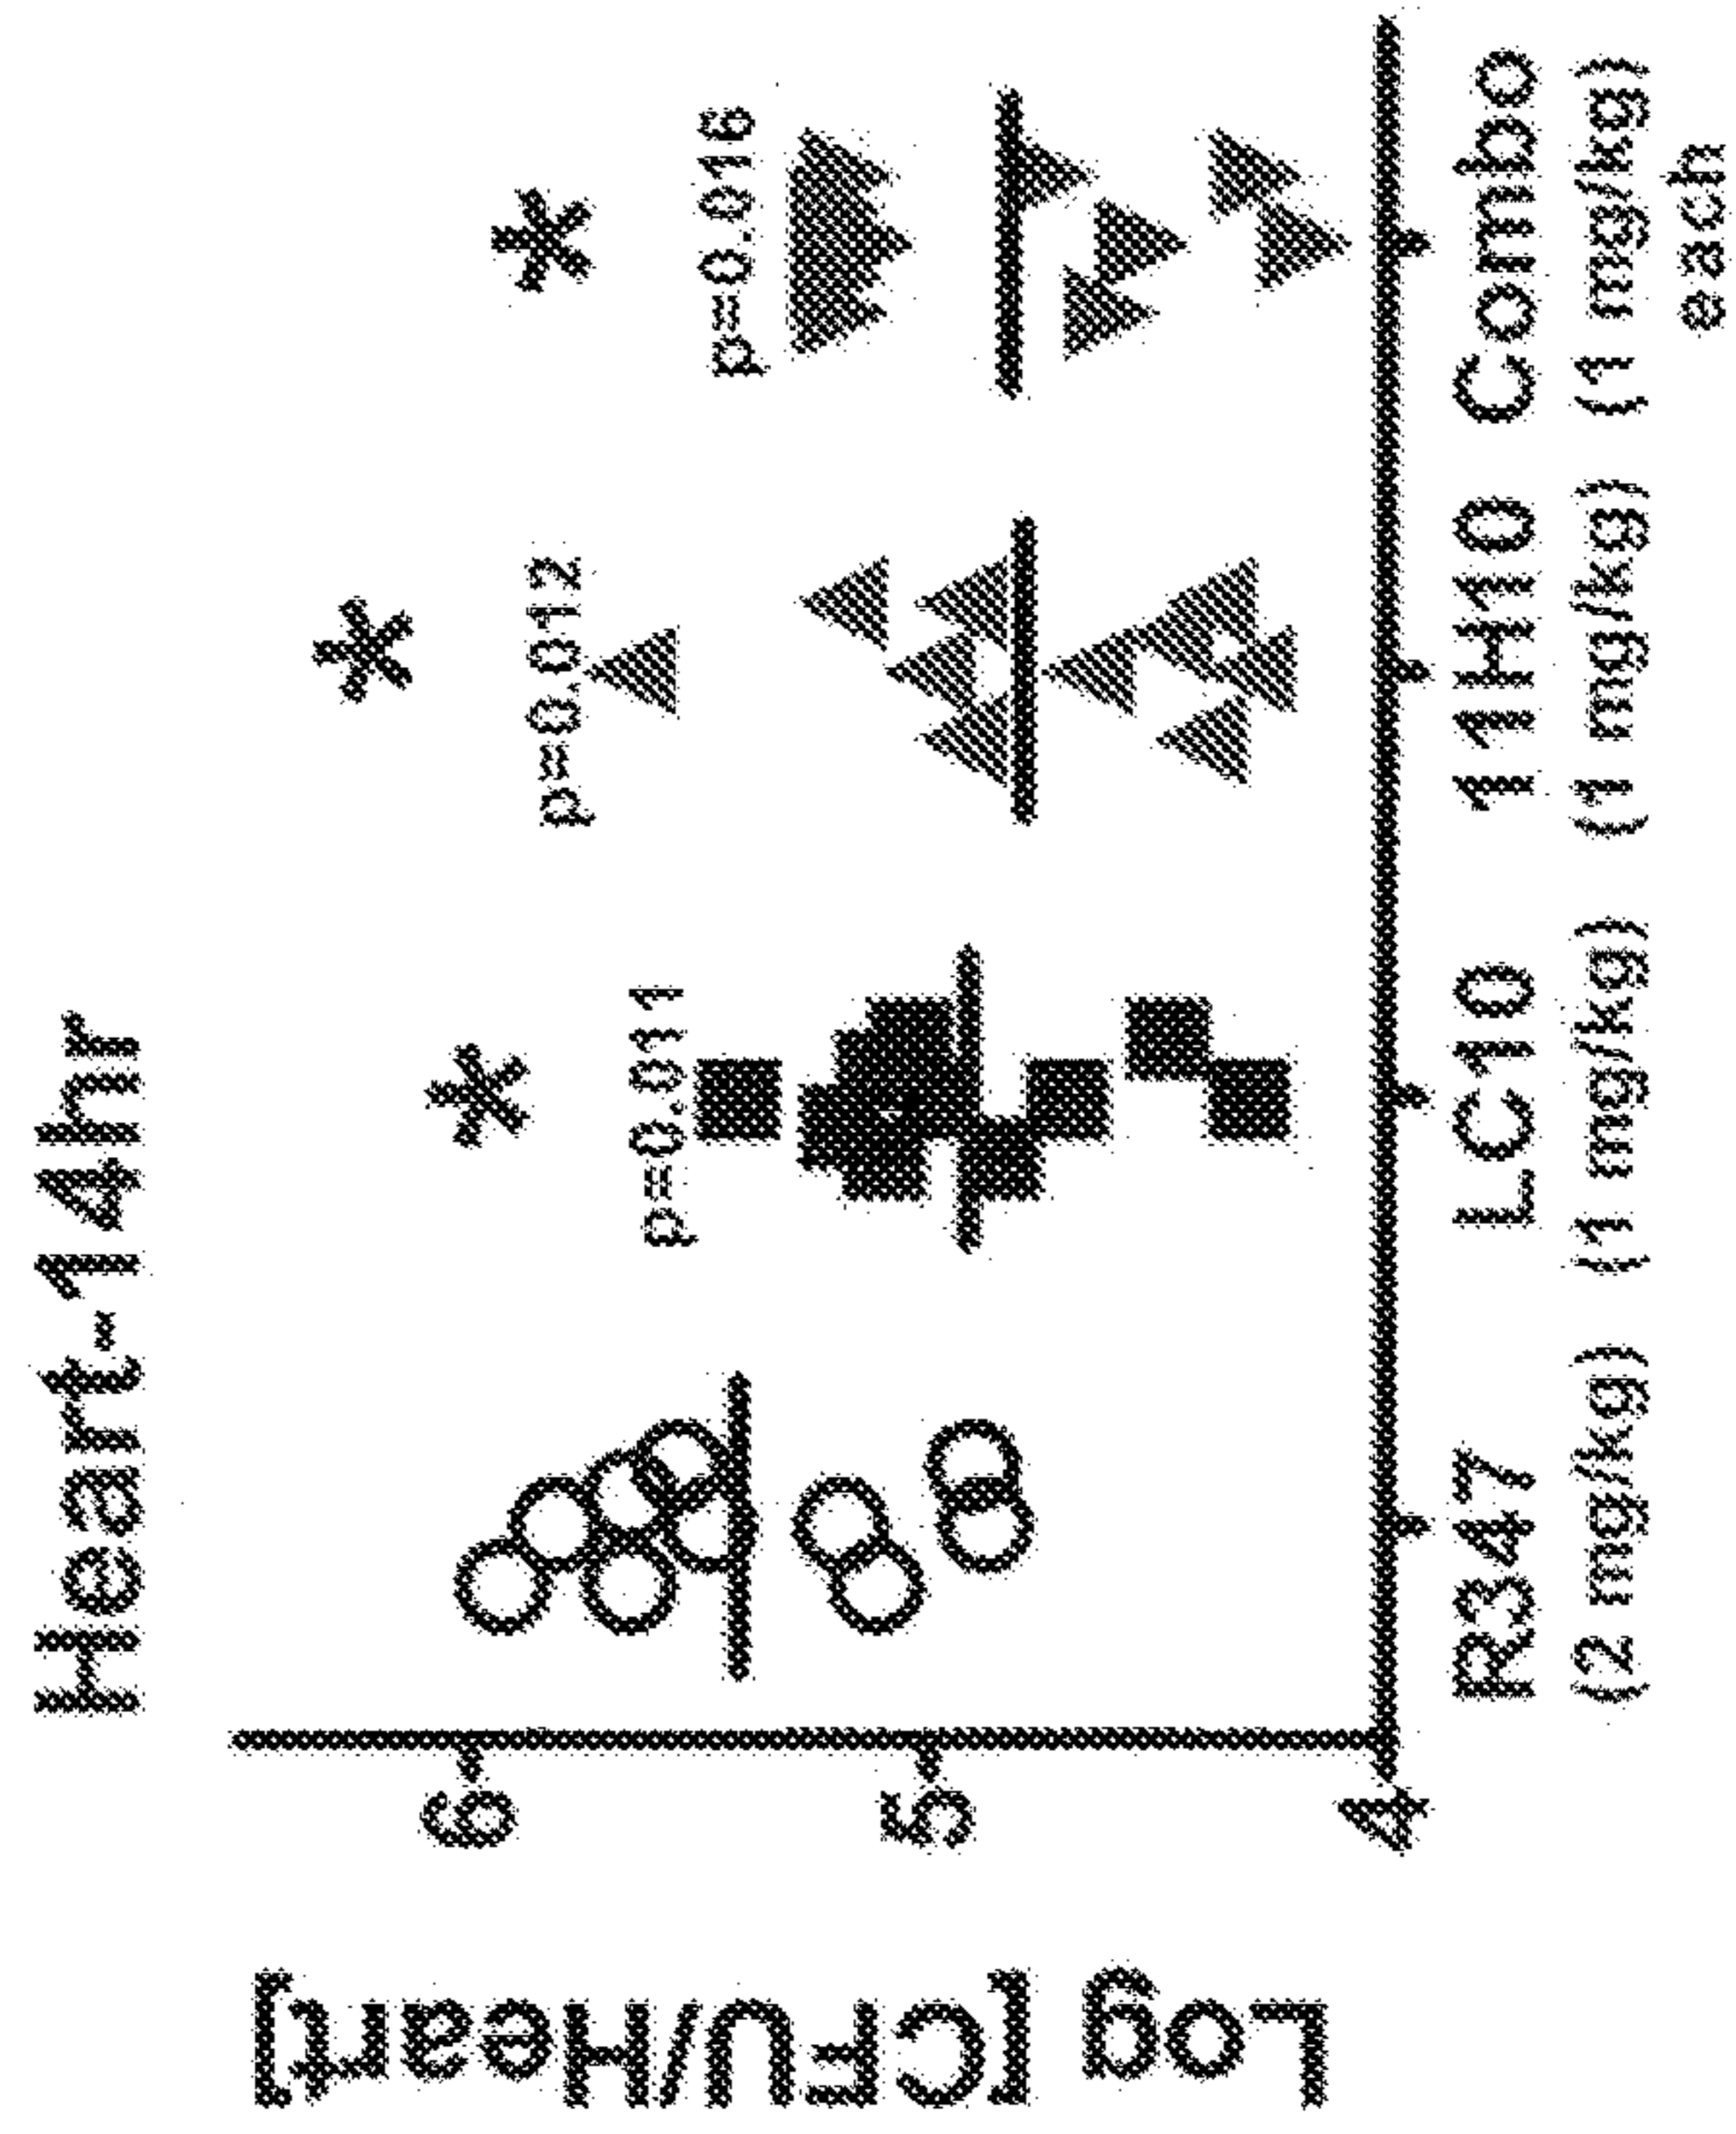 Heart-14hr
Log [CFU/Heart]
6
5
4
*
p=0.011
*
p=0.012
*
p=0.016
R347 LC10 11H10 Combo
(2 mg/kg) (1 mg/kg) (1 mg/kg) (1 mg/kg)
each